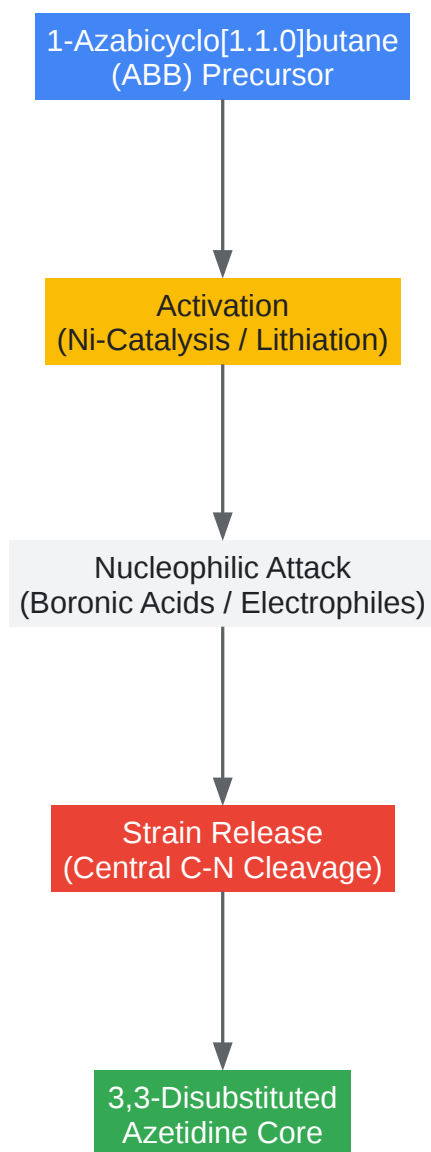 1-Azabicyclo[1.1.0]butane
(ABB) Precursor
Activation
(Ni-Catalysis / Lithiation)
Nucleophilic Attack
(Boronic Acids / Electrophiles)
Strain Release
(Central C-N Cleavage)
3,3-Disubstituted
Azetidine Core